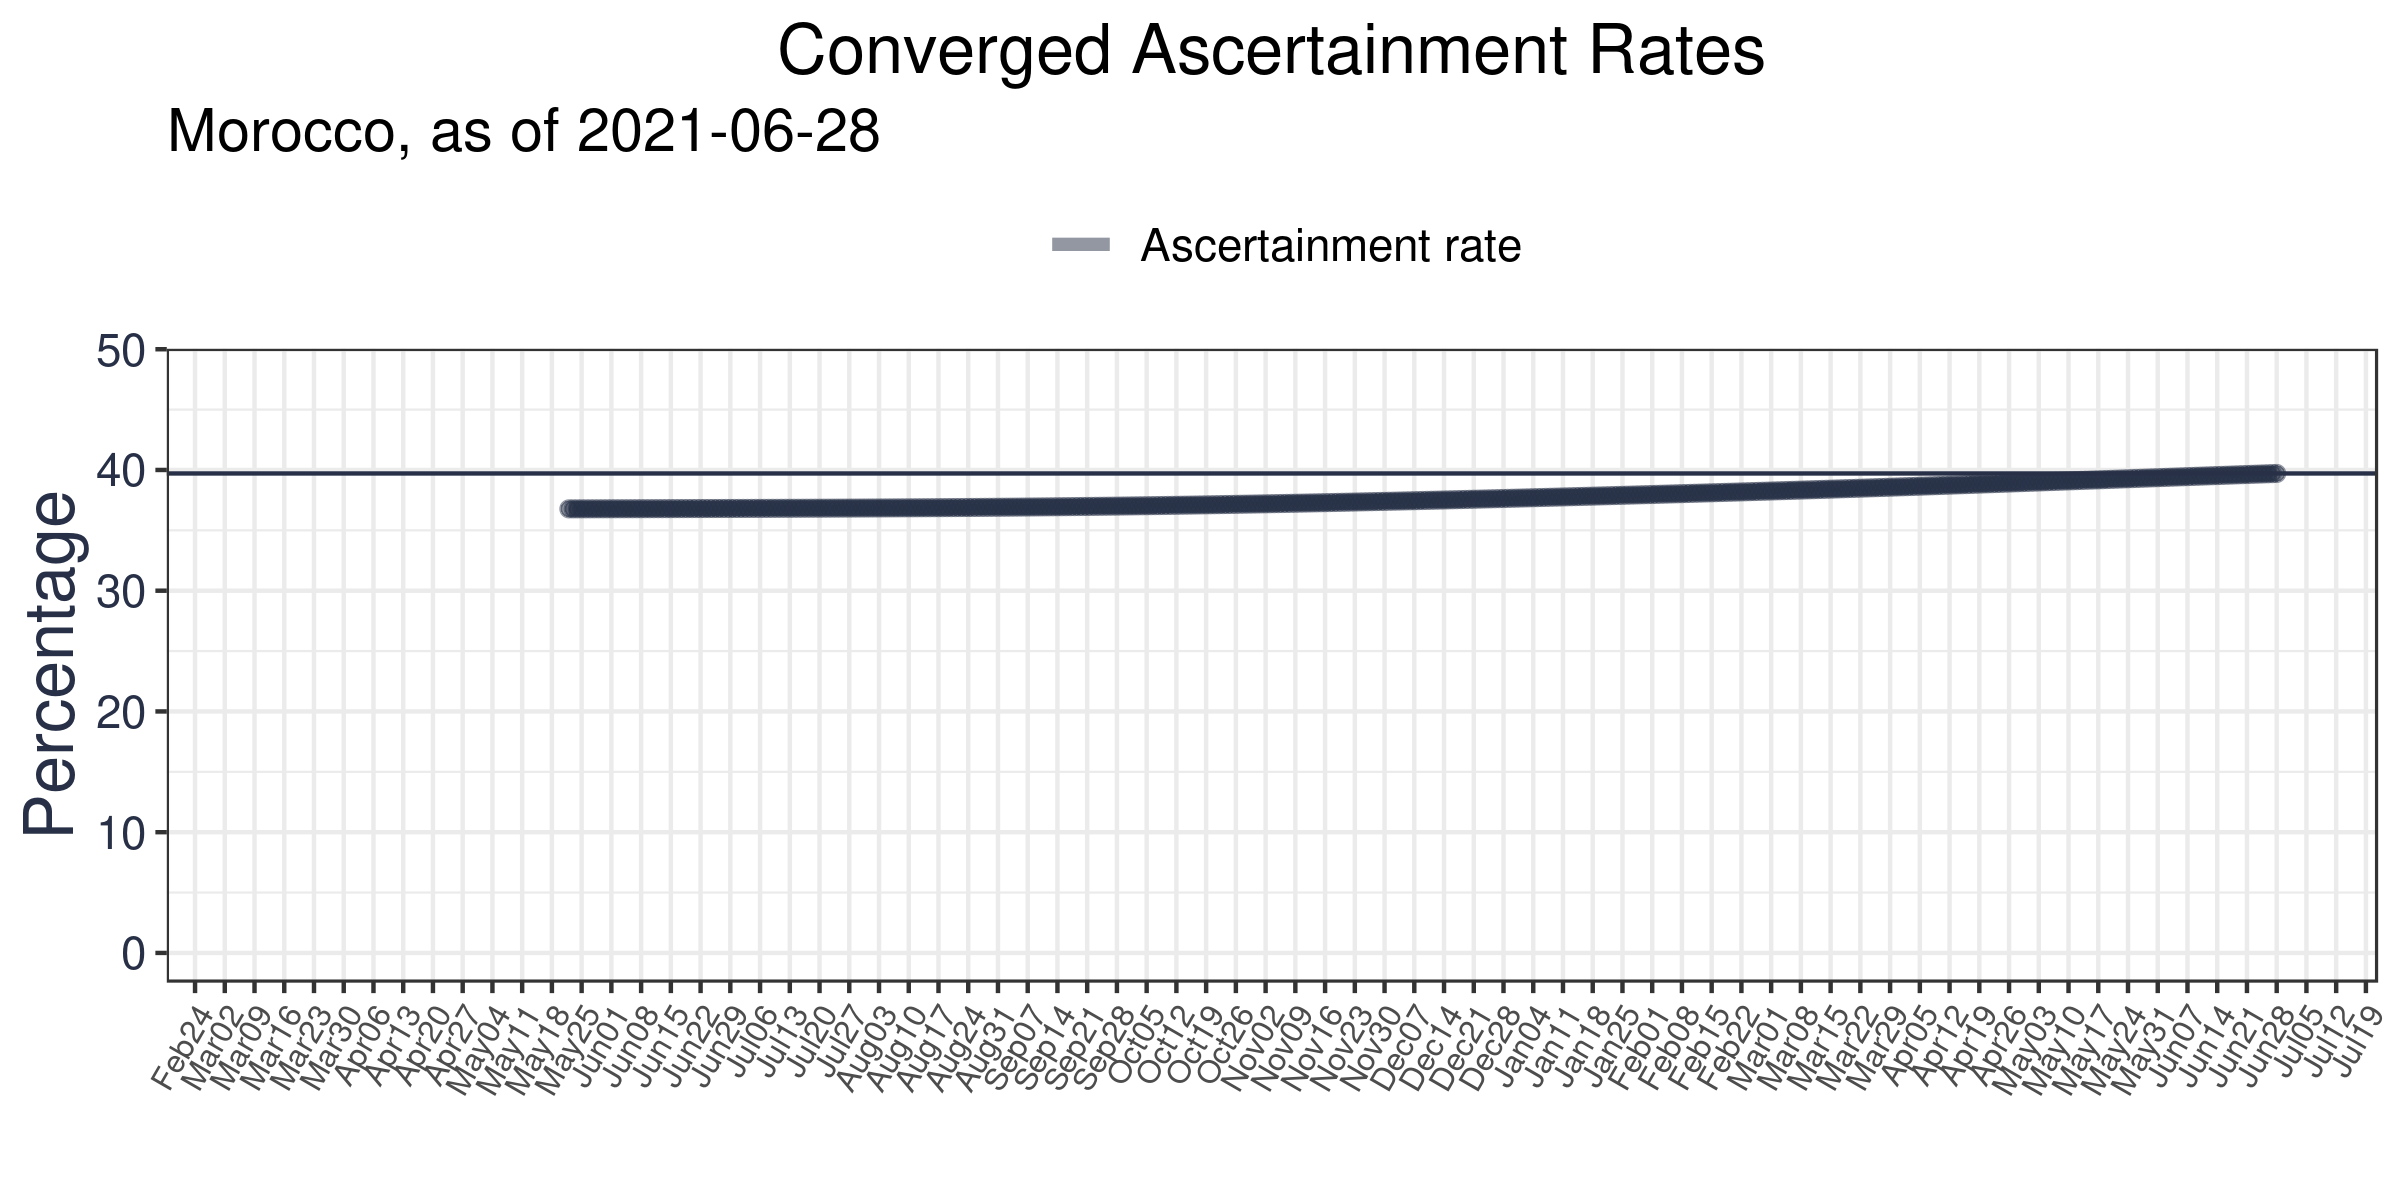 Converged Ascertainment Rates
Morocco, as of 2021-06-28
Ascertainment rate
Percentage
50
40
30
20
10
0
Feb24
Mar02
Mar09
Mar16
Mar23
Mar30
Apr06
Apr13
Apr20
Apr27
May04
May11
May18
May25
Jun01
Jun08
Jun15
Jun22
Jun29
Jul06
Jul13
Jul20
Jul27
Aug03
Aug10
Aug17
Aug24
Aug31
Sep07
Sep14
Sep21
Sep28
Oct05
Oct12
Oct19
Oct26
Nov02
Nov09
Nov16
Nov23
Nov30
Dec07
Dec14
Dec21
Dec28
Jan04
Jan11
Jan18
Jan25
Feb01
Feb08
Feb15
Feb22
Mar01
Mar08
Mar15
Mar22
Mar29
Apr05
Apr12
Apr19
Apr26
May03
May10
May17
May24
May31
Jun07
Jun14
Jun21
Jun28
Jul05
Jul12
Jul19